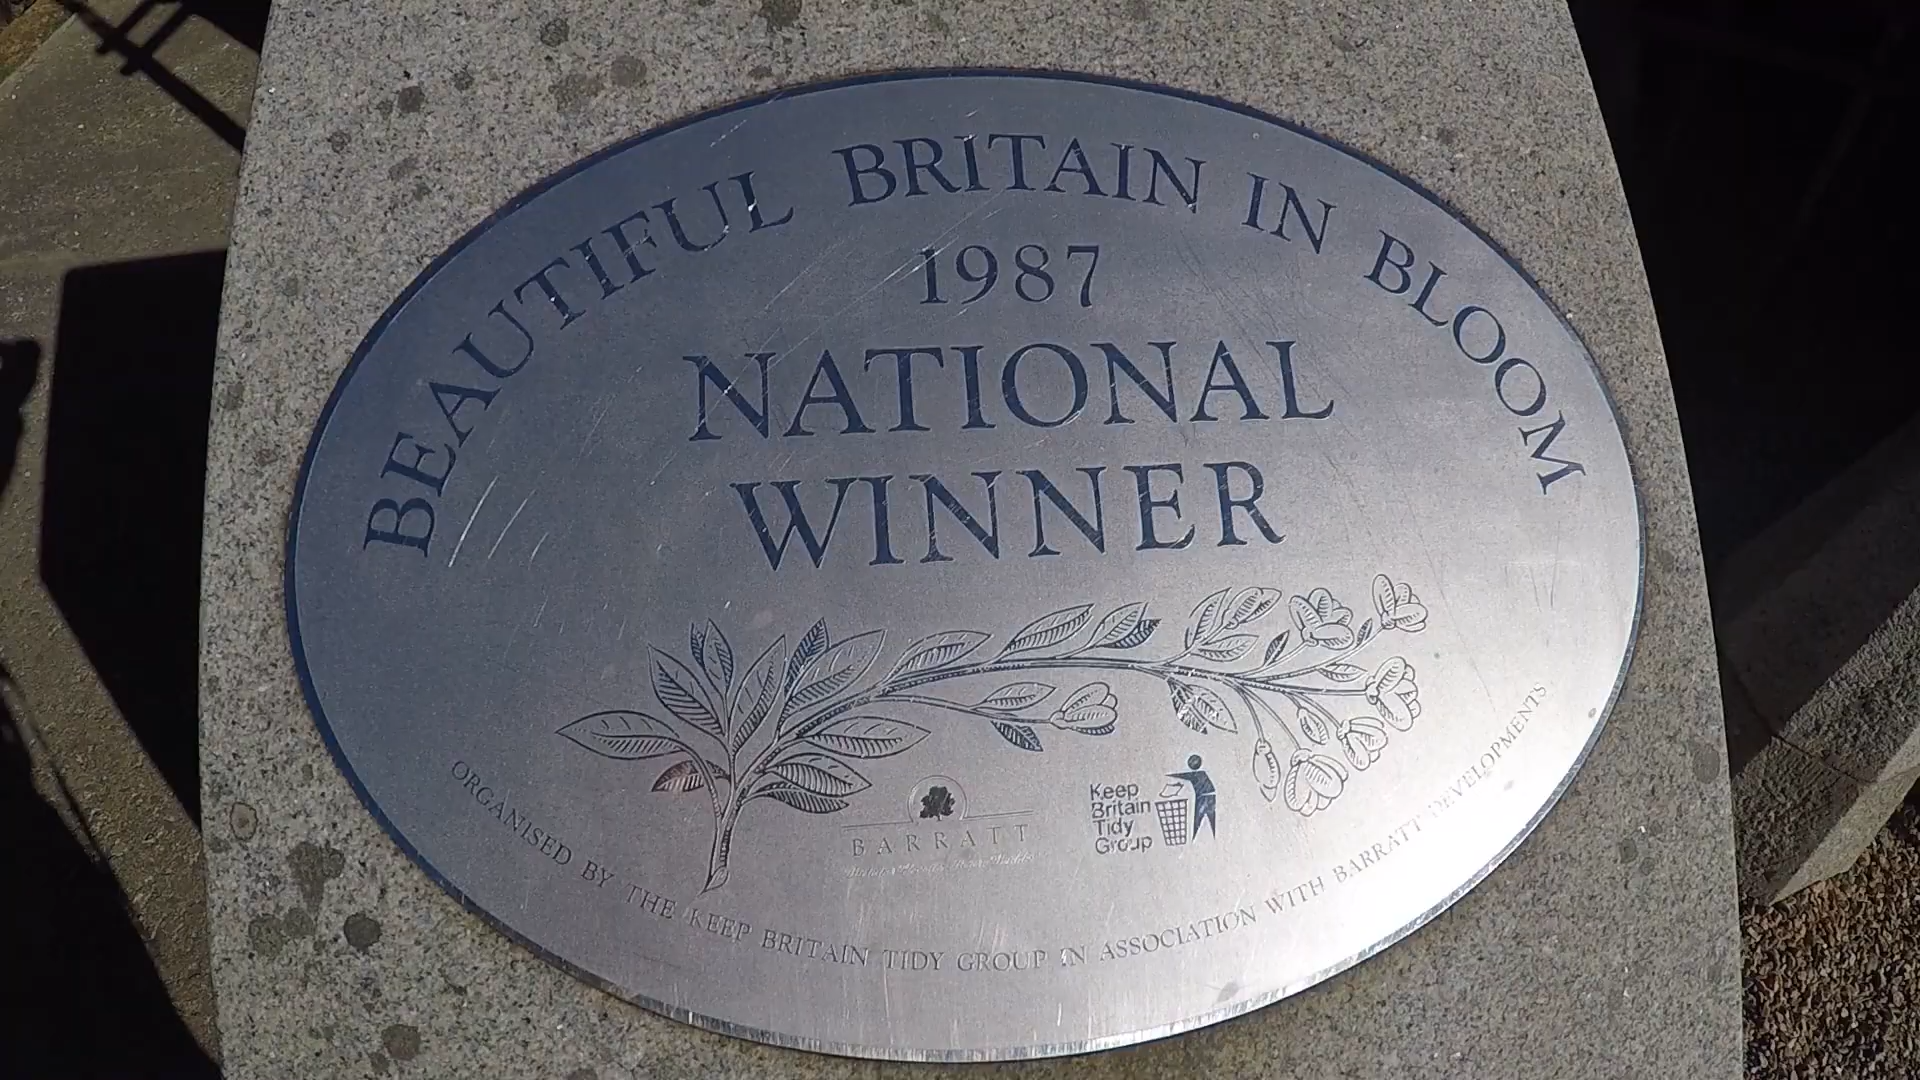 BEAUTIFUL BRITAIN IN BLOOM
1987
NATIONAL
WINNER
BARRATT
Keep
Britain
Tidy
Group
ORGANISED BY THE KEEP BRITAIN TIDY GROUP IN ASSOCIATION WITH BARRATT DEVELOPMENTS